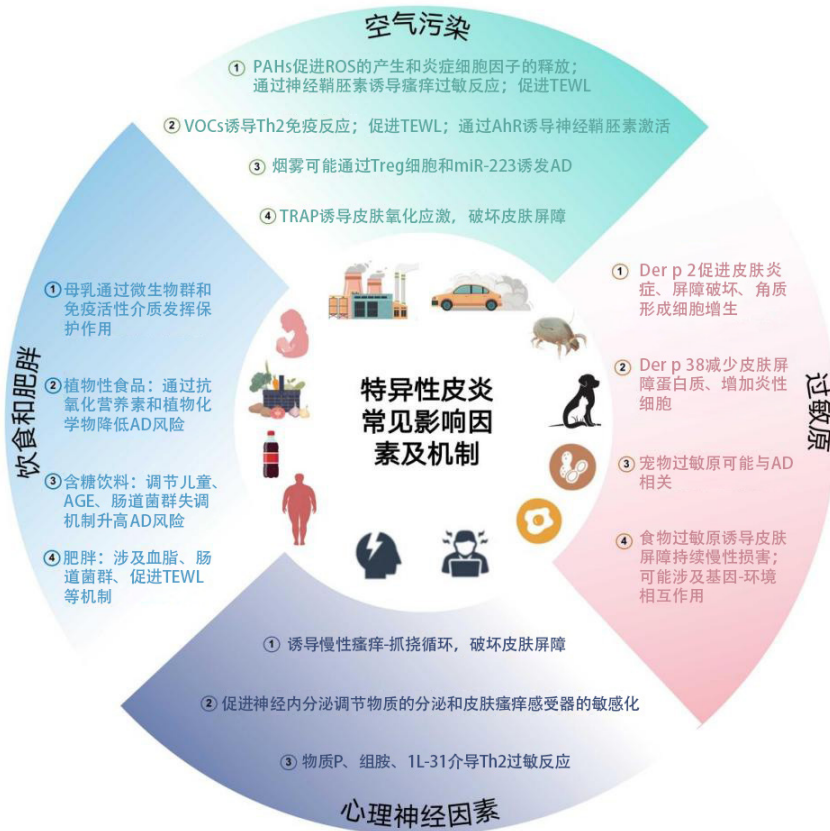 空气污染
① PAHs促进ROS的产生和炎症细胞因子的释放；
通过神经鞘胚素诱导瘙痒过敏反应；促进TEWL
② VOCs诱导Th2免疫反应；促进TEWL；通过AhR诱导神经鞘胚素激活
③ 烟雾可能通过Treg细胞和miR-223诱发AD
④ TRAP诱导皮肤氧化应激，破坏皮肤屏障
饮食和肥胖
① 母乳通过微生物群和
免疫活性介质发挥保
护作用
② 植物性食品：通过抗
氧化营养素和植物化
学物降低AD风险
③ 含糖饮料：调节儿童、
AGE、肠道菌群失调
机制升高AD风险
④ 肥胖：涉及血脂、肠
道菌群、促进TEWL
等机制
特异性皮炎
常见影响因
素及机制
过敏原
① Der p 2促进皮肤炎
症、屏障破坏、角质
形成细胞增生
② Der p 38减少皮肤屏
障蛋白质、增加炎性
细胞
③ 宠物过敏原可能与AD
相关
④ 食物过敏原诱导皮肤
屏障持续慢性损害；
可能涉及基因-环境
相互作用
① 诱导慢性瘙痒-抓挠循环，破坏皮肤屏障
② 促进神经内分泌调节物质的分泌和皮肤瘙痒感受器的敏感化
③ 物质P、组胺、1L-31介导Th2过敏反应
心理神经因素